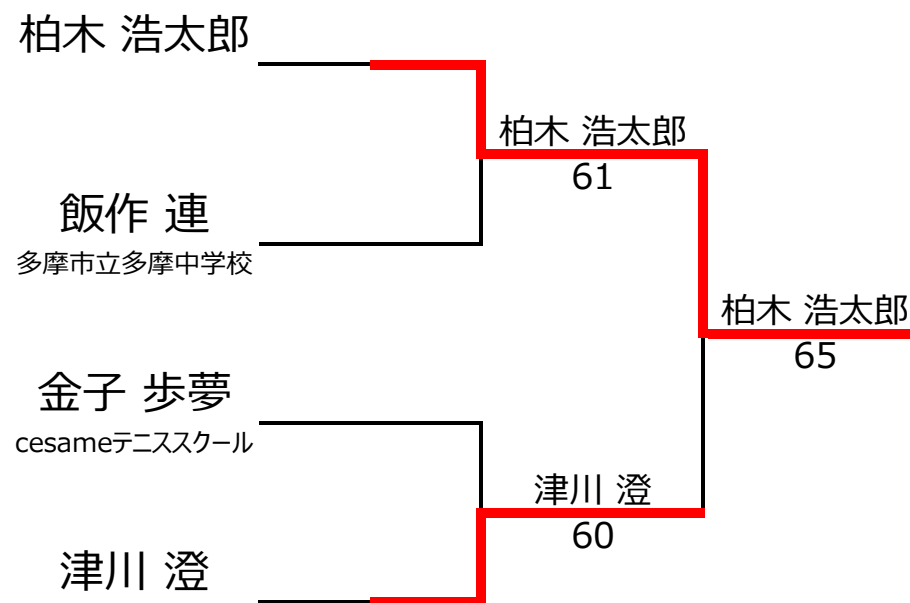 柏木 浩太郎
柏木 浩太郎
61
飯作 連
多摩市立多摩中学校
柏木 浩太郎
65
金子 歩夢
cesameテニススクール
津川 澄
60
津川 澄